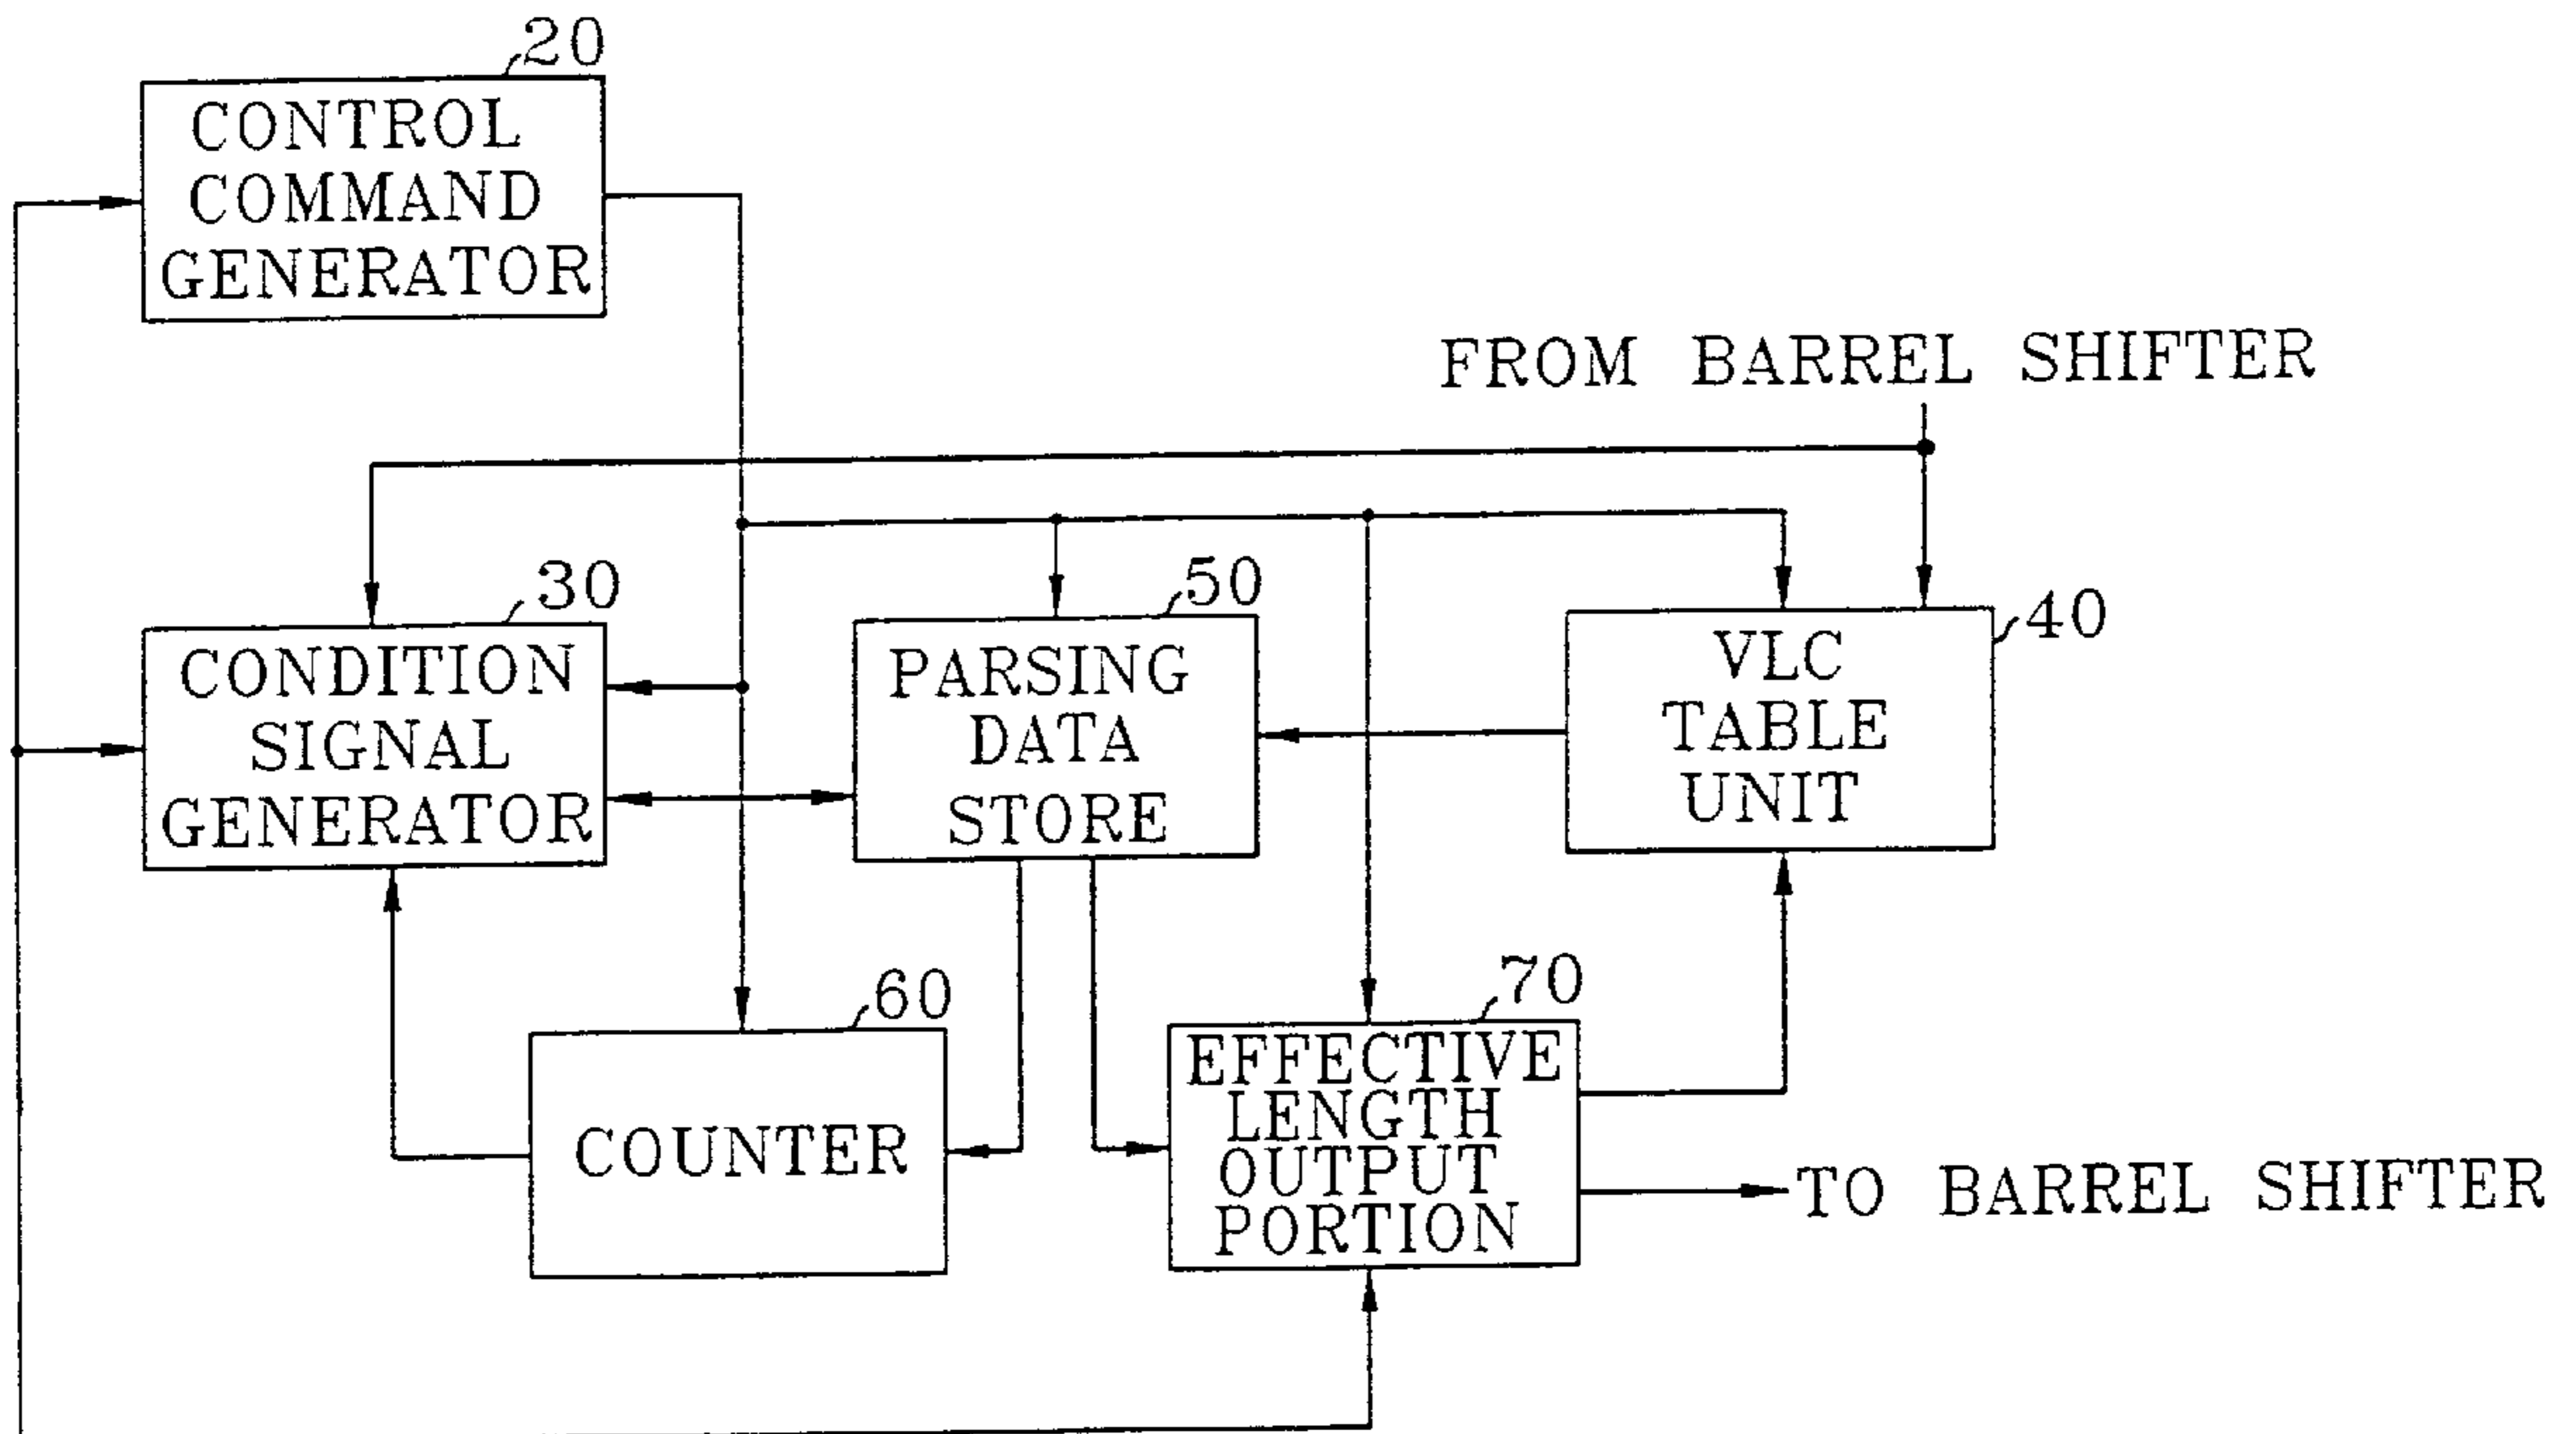 20
CONTROL
COMMAND
GENERATOR
FROM BARREL SHIFTER
30
CONDITION
SIGNAL
GENERATOR
50
PARSING
DATA
STORE
40
VLC
TABLE
UNIT
60
COUNTER
70
EFFECTIVE
LENGTH
OUTPUT
PORTION
TO BARREL SHIFTER